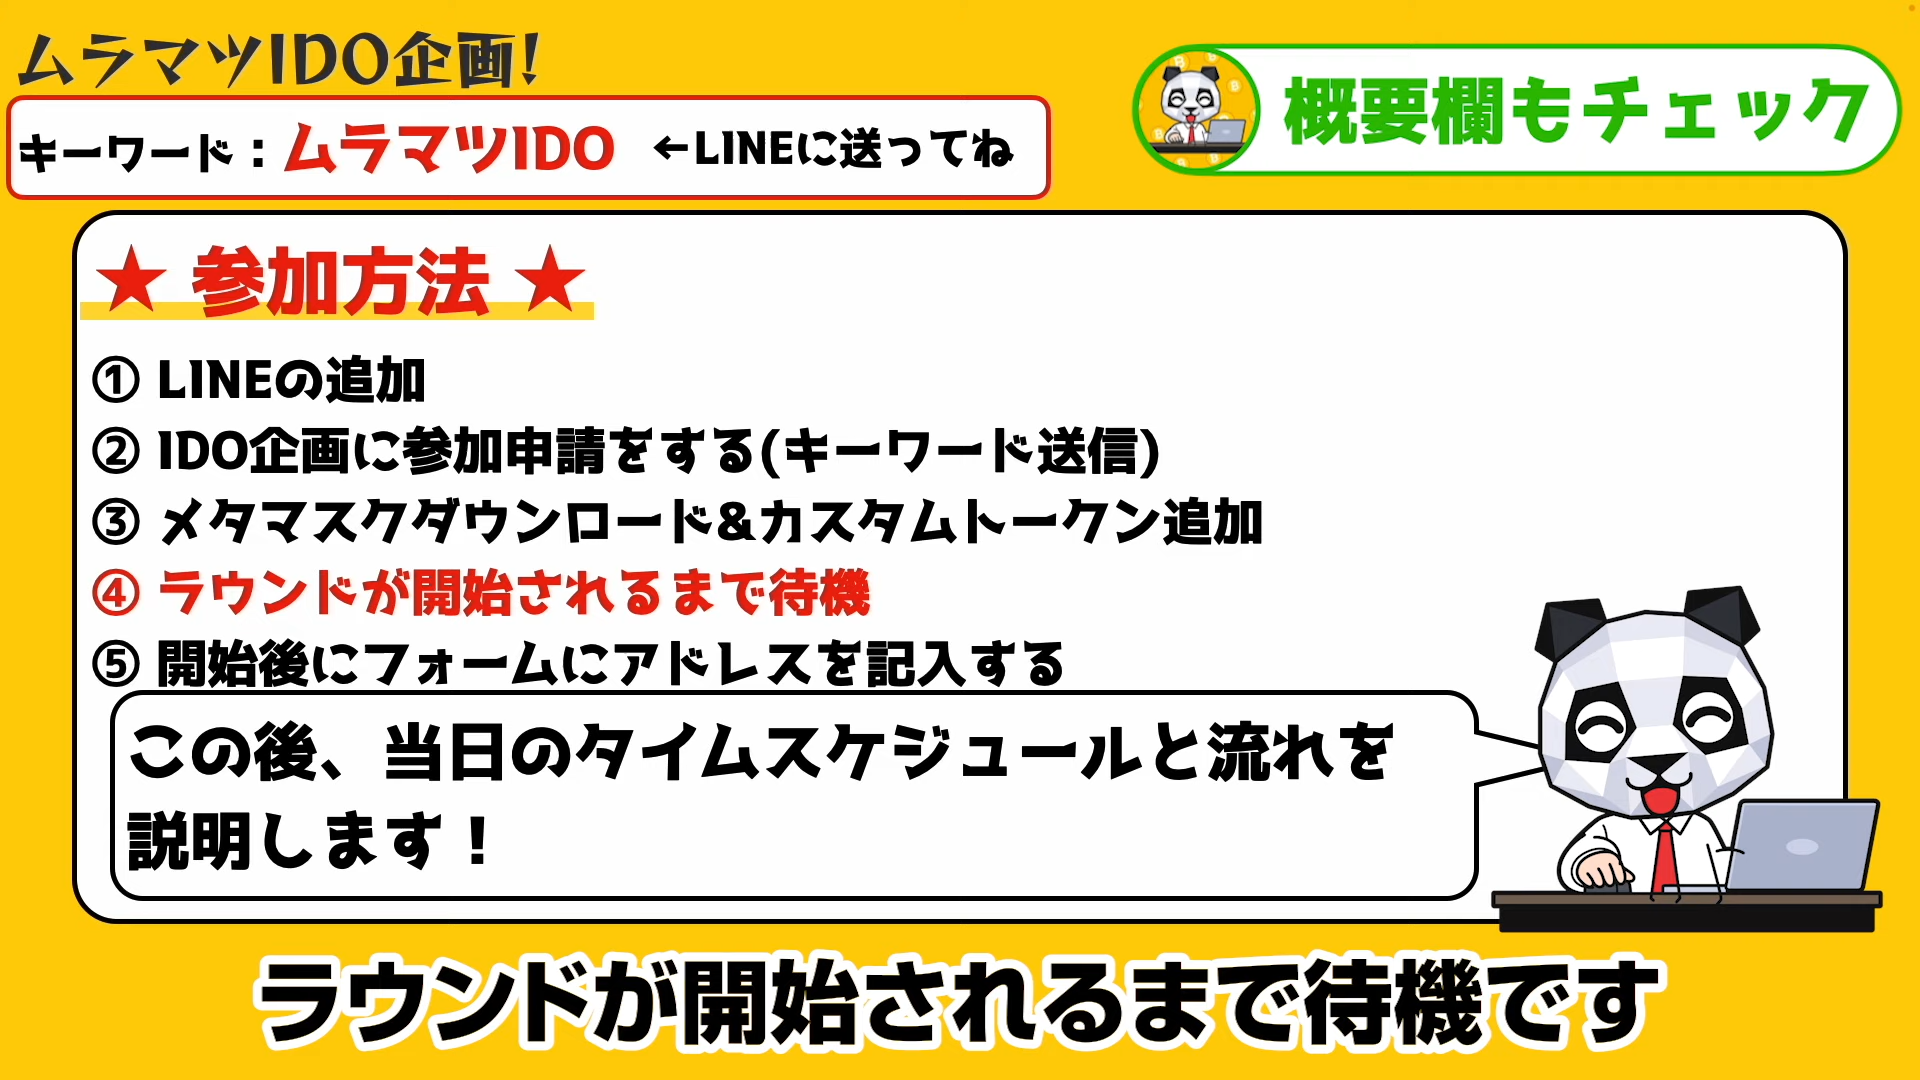 ムラマツIDO企画!
キーワード：ムラマツIDO ←LINEに送ってね
概要欄もチェック
★ 参加方法 ★
① LINEの追加
② IDO企画に参加申請をする(キーワード送信)
③ メタマスクダウンロード&カスタムトークン追加
④ ラウンドが開始されるまで待機
⑤ 開始後にフォームにアドレスを記入する
この後、当日のタイムスケジュールと流れを
説明します！
ラウンドが開始されるまで待機です